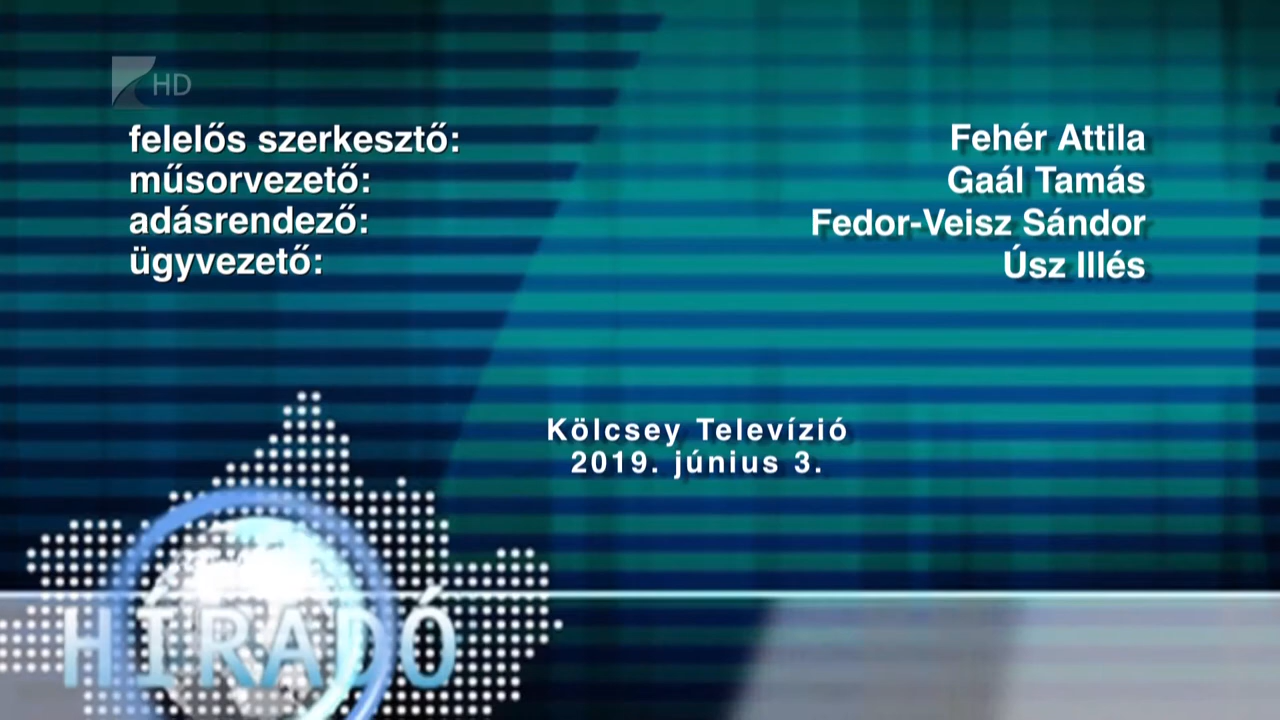 HD
felelős szerkesztő: Fehér Attila
műsorvezető: Gaál Tamás
adásrendező: Fedor-Veisz Sándor
ügyvezető: Úsz Illés
Kölcsey Televízió
2019. június 3.
HÍRADÓ